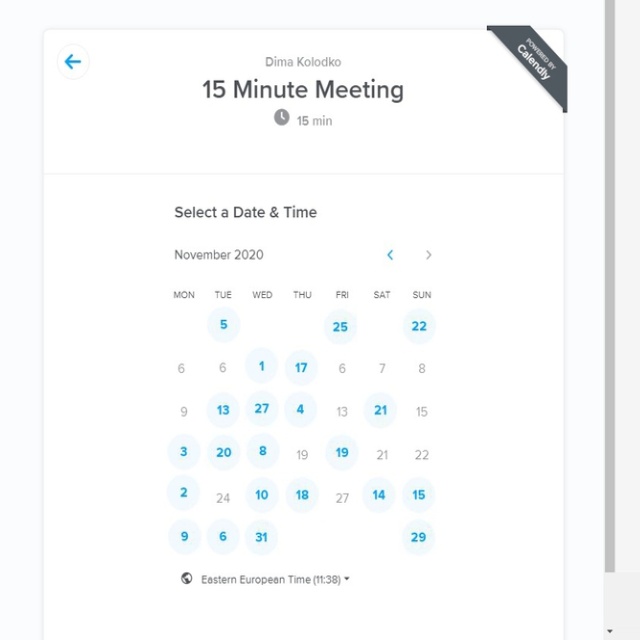 POWERED BY
Calendly
Dima Kolodko
15 Minute Meeting
15 min
Select a Date & Time
November 2020
MON TUE WED THU FRI SAT SUN
5 25 22
6 6 1 17 6 7 8
9 13 27 4 13 21 15
3 20 8 19 19 21 22
2 24 10 18 27 14 15
9 6 31 29
Eastern European Time (11:38)